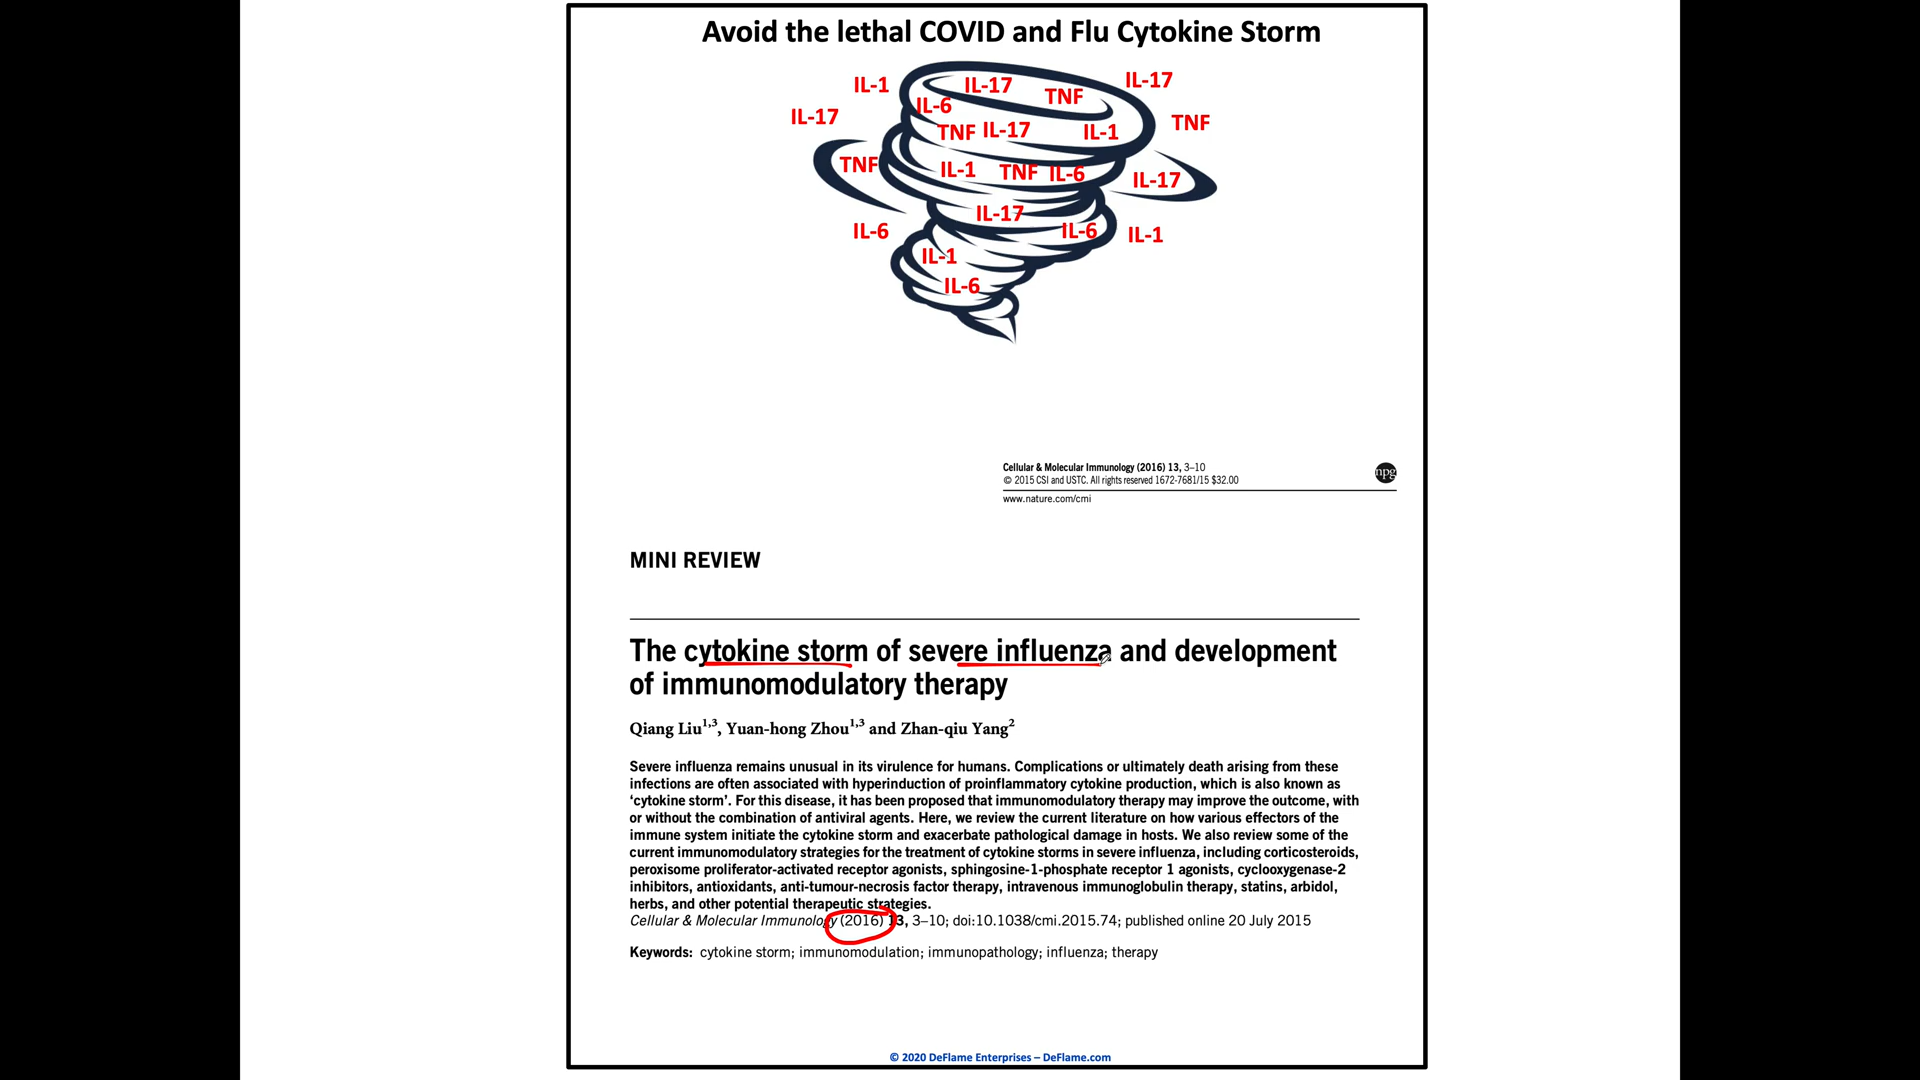 Avoid the lethal COVID and Flu Cytokine Storm
IL-1
IL-17
IL-17
TNF
IL-6
IL-17
TNF
TNF
IL-17
IL-1
TNF
TNF
IL-1
TNF
IL-6
IL-17
IL-17
IL-6
IL-6
IL-1
IL-1
IL-6
Cellular & Molecular Immunology (2016) 13, 3–10
© 2015 CSI and USTC. All rights reserved 1672-7681/15 $32.00
npg
www.nature.com/cmi
MINI REVIEW
The cytokine storm of severe influenza and development
of immunomodulatory therapy
Qiang Liu1,3, Yuan-hong Zhou1,3 and Zhan-qiu Yang2
Severe influenza remains unusual in its virulence for humans. Complications or ultimately death arising from these
infections are often associated with hyperinduction of proinflammatory cytokine production, which is also known as
‘cytokine storm’. For this disease, it has been proposed that immunomodulatory therapy may improve the outcome, with
or without the combination of antiviral agents. Here, we review the current literature on how various effectors of the
immune system initiate the cytokine storm and exacerbate pathological damage in hosts. We also review some of the
current immunomodulatory strategies for the treatment of cytokine storms in severe influenza, including corticosteroids,
peroxisome proliferator-activated receptor agonists, sphingosine-1-phosphate receptor 1 agonists, cyclooxygenase-2
inhibitors, antioxidants, anti-tumour-necrosis factor therapy, intravenous immunoglobulin therapy, statins, arbidol,
herbs, and other potential therapeutic strategies.
Cellular & Molecular Immunology (2016) 13, 3–10; doi:10.1038/cmi.2015.74; published online 20 July 2015
Keywords: cytokine storm; immunomodulation; immunopathology; influenza; therapy
© 2020 DeFlame Enterprises – DeFlame.com